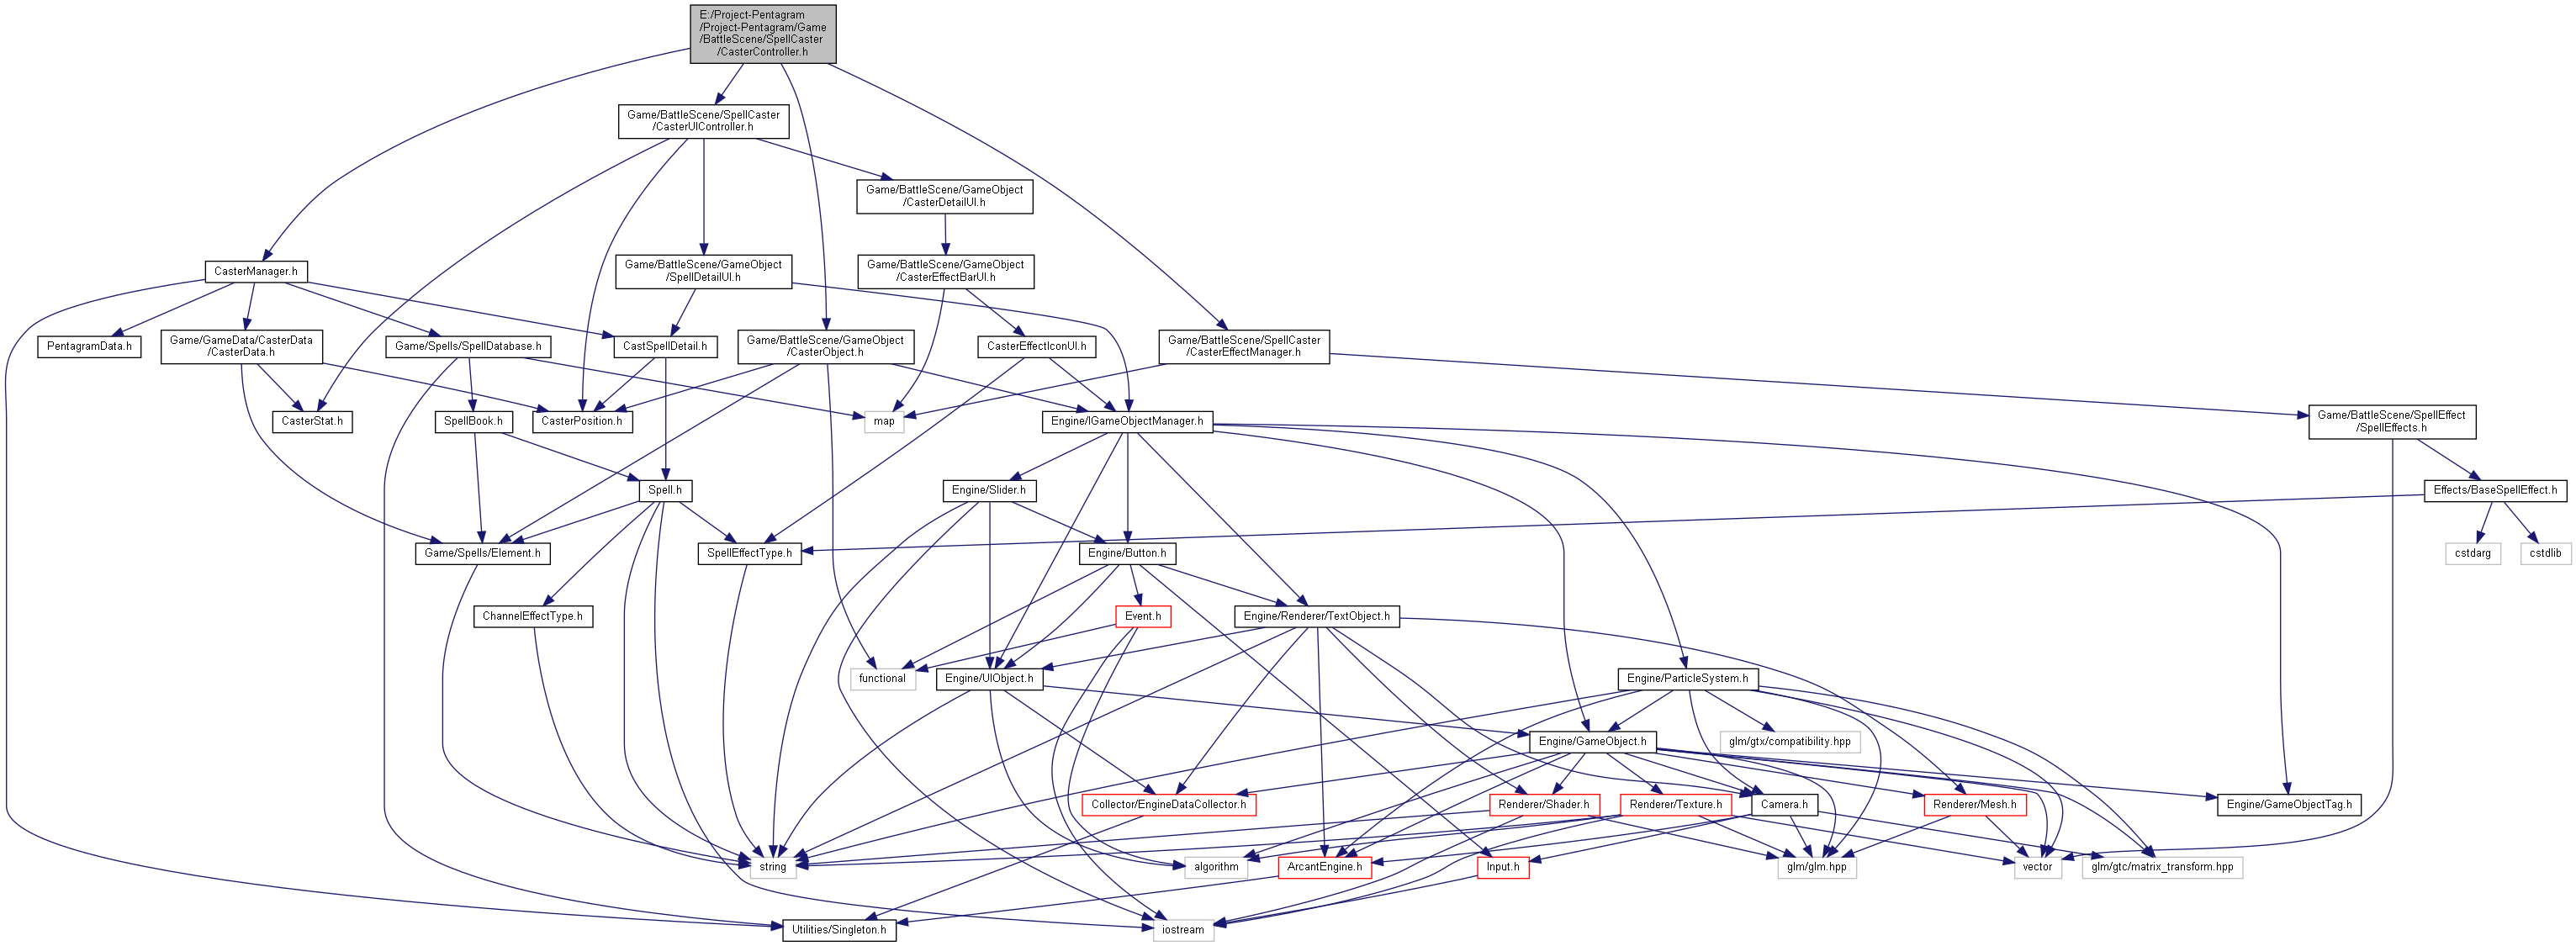 E:/Project-Pentagram
/Project-Pentagram/Game
/BattleScene/SpellCaster
/CasterController.h
Game/BattleScene/SpellCaster
/CasterUIController.h
Game/BattleScene/GameObject
/CasterDetailUI.h
CasterManager.h
Game/BattleScene/GameObject
/SpellDetailUI.h
Game/BattleScene/GameObject
/CasterEffectBarUI.h
PentagramData.h
Game/GameData/CasterData
/CasterData.h
Game/Spells/SpellDatabase.h
CastSpellDetail.h
Game/BattleScene/GameObject
/CasterObject.h
CasterEffectIconUI.h
Game/BattleScene/SpellCaster
/CasterEffectManager.h
CasterStat.h
SpellBook.h
CasterPosition.h
map
Engine/IGameObjectManager.h
Game/BattleScene/SpellEffect
/SpellEffects.h
Spell.h
Engine/Slider.h
Effects/BaseSpellEffect.h
Game/Spells/Element.h
SpellEffectType.h
Engine/Button.h
cstdarg
cstdlib
ChannelEffectType.h
Event.h
Engine/Renderer/TextObject.h
functional
Engine/UIObject.h
Engine/ParticleSystem.h
Engine/GameObject.h
glm/gtx/compatibility.hpp
Collector/EngineDataCollector.h
Renderer/Shader.h
Renderer/Texture.h
Camera.h
Renderer/Mesh.h
Engine/GameObjectTag.h
string
algorithm
ArcantEngine.h
Input.h
glm/glm.hpp
vector
glm/gtc/matrix_transform.hpp
Utilities/Singleton.h
iostream